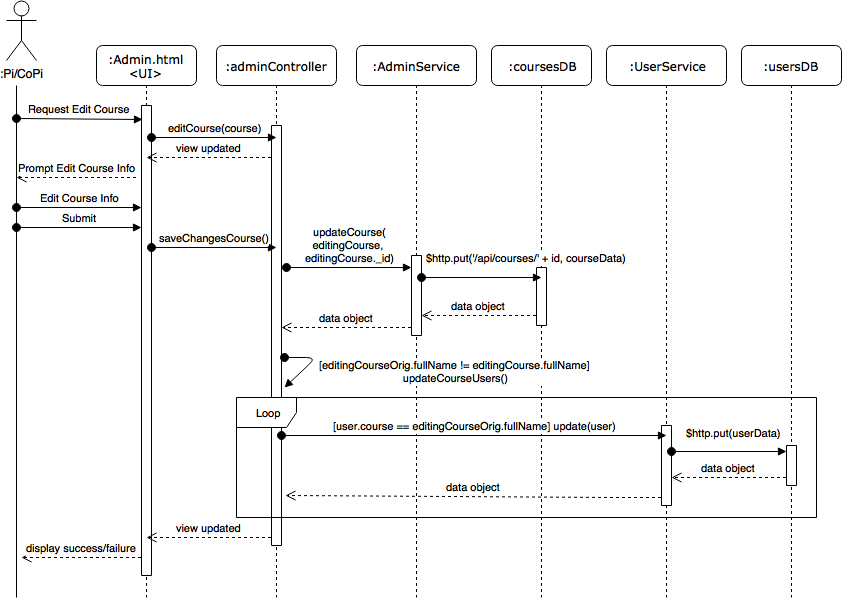 :Pi/CoPi
:Admin.html
<UI>
:adminController
:AdminService
:coursesDB
:UserService
:usersDB
Request Edit Course
editCourse(course)
view updated
Prompt Edit Course Info
Edit Course Info
Submit
saveChangesCourse()
updateCourse(
editingCourse,
editingCourse._id)
$http.put('/api/courses/' + id, courseData)
data object
data object
[editingCourseOrig.fullName != editingCourse.fullName]
updateCourseUsers()
Loop
[user.course == editingCourseOrig.fullName] update(user)
$http.put(userData)
data object
data object
view updated
display success/failure